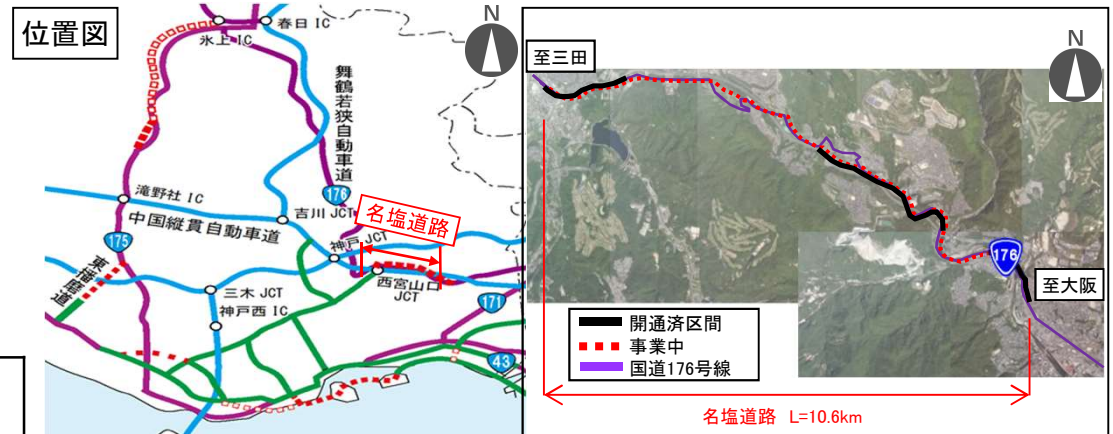 位置図
N
春日 IC
氷上 IC
舞鶴若狭自動車道
176
滝野社 IC
中国縦貫自動車道
吉川 JCT
名塩道路
神戸 JCT
175
東播磨道
西宮山口
JCT
三木 JCT
神戸西 IC
171
43
至三田
N
176
至大阪
開通済区間
事業中
国道176号線
名塩道路 L=10.6km